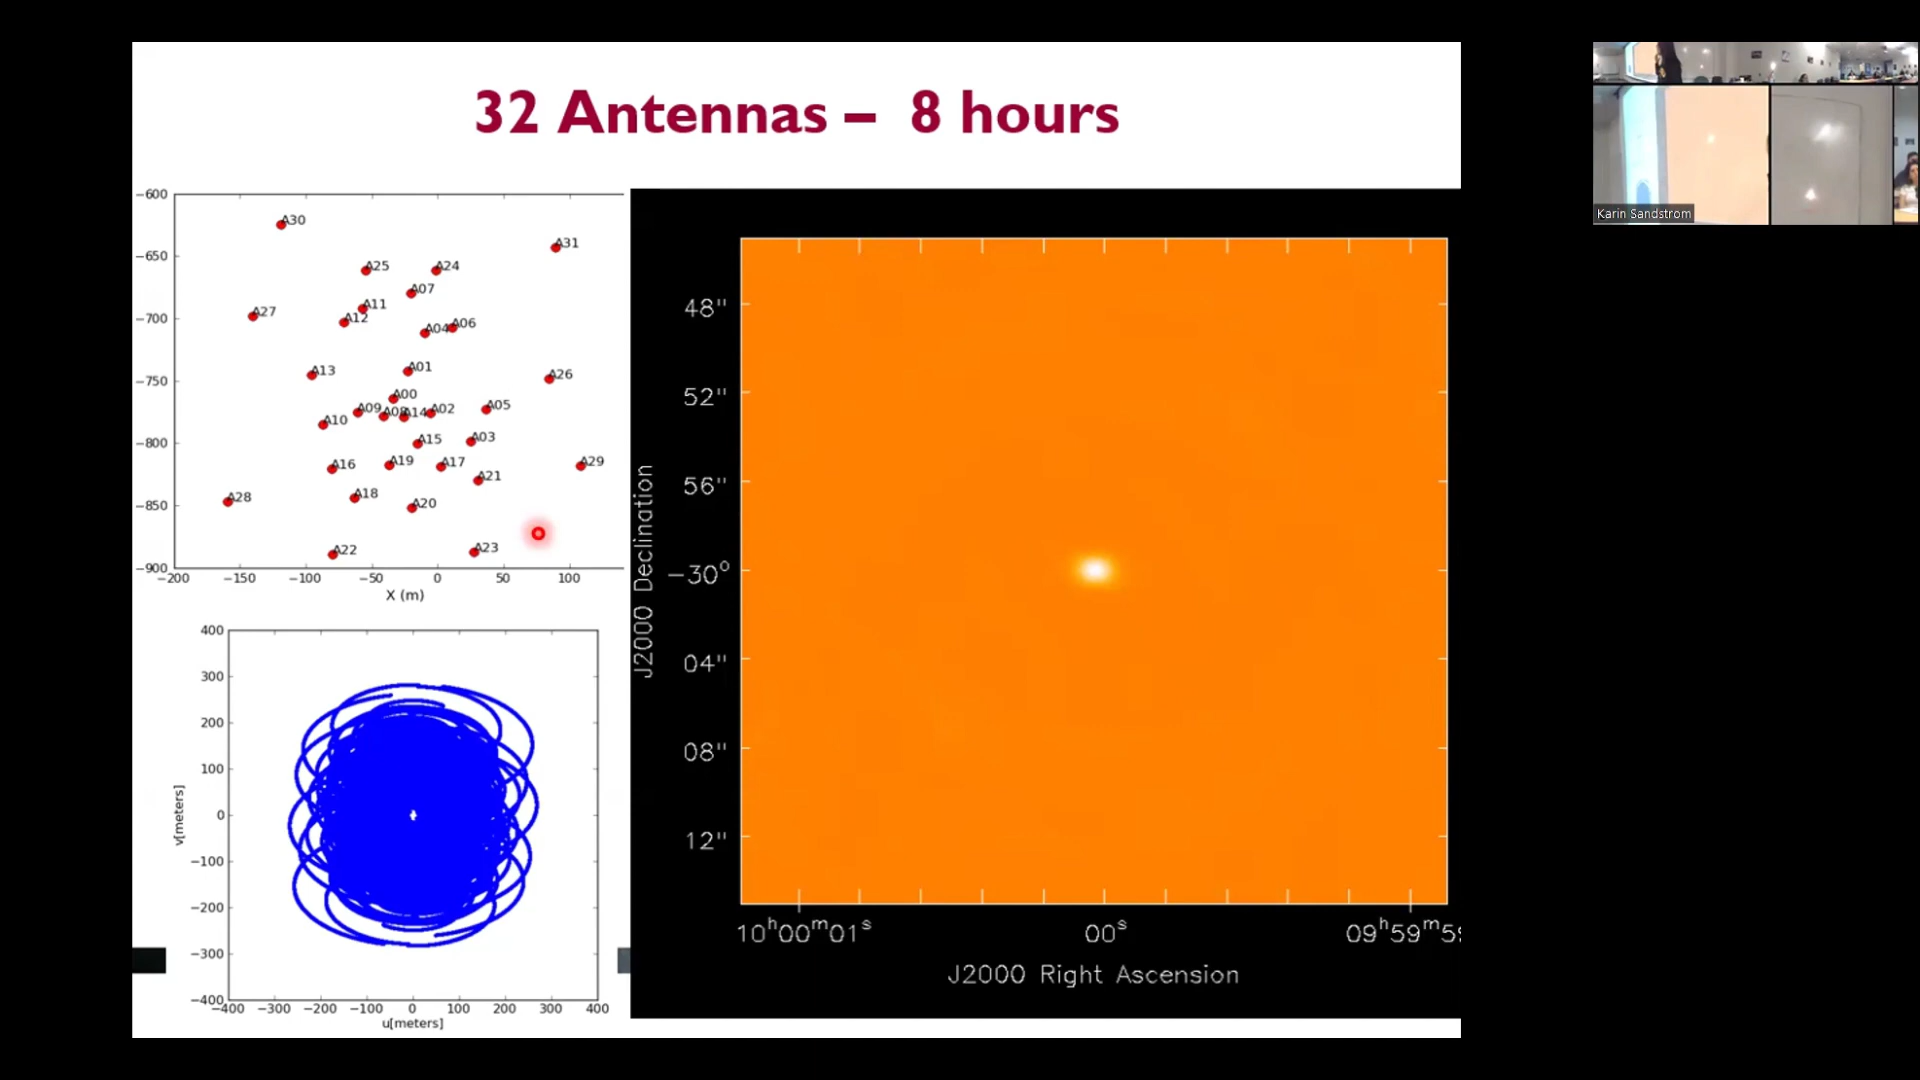 32 Antennas – 8 hours
Karin Sandstrom
−600
−650
−700
−750
−800
−850
−900
−200
−150
−100
−50
0
50
100
X (m)
A30
A31
A25
A24
A07
A27
A11
A12
A04
A06
A13
A01
A26
A00
A09
A08
A14
A02
A05
A10
A15
A03
A16
A19
A17
A29
A21
A28
A18
A20
A22
A23
400
300
200
100
0
−100
−200
−300
−400
v[meters]
−400
−300
−200
−100
0
100
200
300
400
u[meters]
J2000 Declination
48"
52"
56"
−30°
04"
08"
12"
10ʰ00ᵐ01ˢ
00ˢ
09ʰ59ᵐ5
J2000 Right Ascension